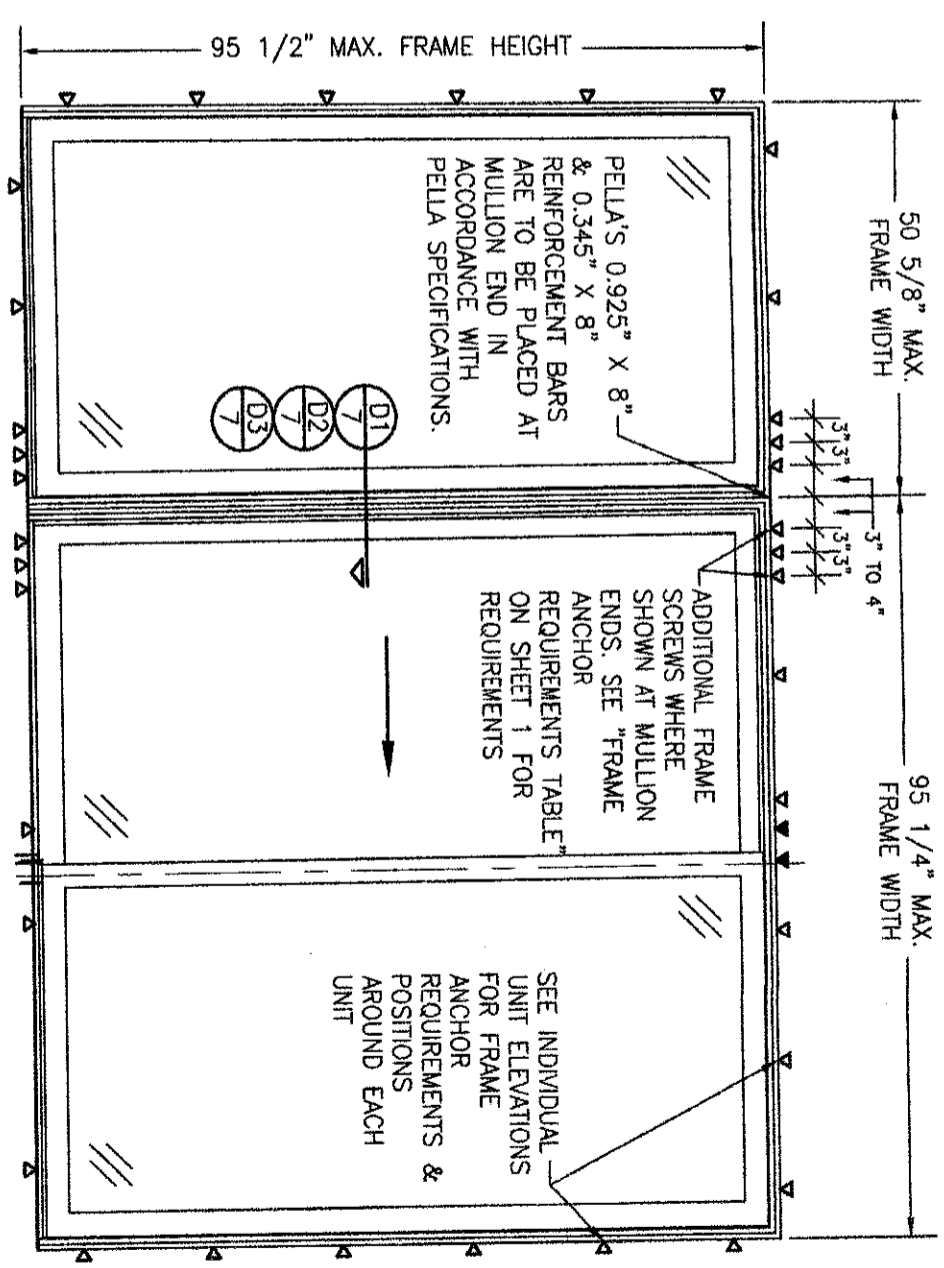 50 5/8" MAX.
FRAME WIDTH
95 1/4" MAX.
FRAME WIDTH
3" TO 4"
3" 3"
3" 3"
95 1/2" MAX. FRAME HEIGHT
PELLA'S 0.925" X 8"
& 0.345" X 8"
REINFORCEMENT BARS
ARE TO BE PLACED AT
MULLION END IN
ACCORDANCE WITH
PELLA SPECIFICATIONS.
ADDITIONAL FRAME
SCREWS WHERE
SHOWN AT MULLION
ENDS. SEE "FRAME
ANCHOR
REQUIREMENTS TABLE"
ON SHEET 1 FOR
REQUIREMENTS
SEE INDIVIDUAL
UNIT ELEVATIONS
FOR FRAME
ANCHOR
REQUIREMENTS &
POSITIONS
AROUND EACH
UNIT
D1
7
D2
7
D3
7